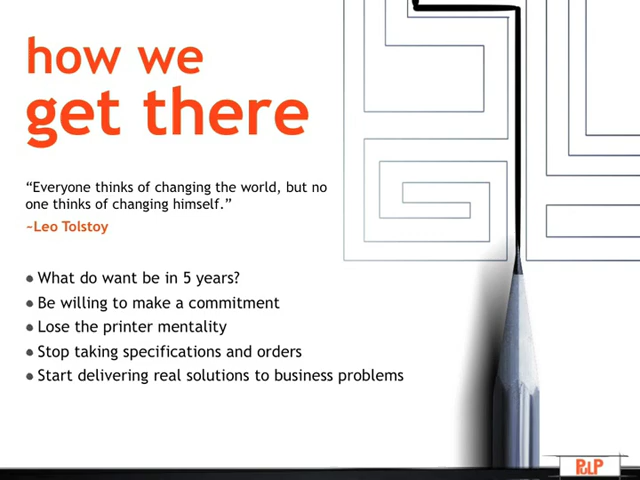 how we
get there
“Everyone thinks of changing the world, but no
one thinks of changing himself.”
~Leo Tolstoy
What do want be in 5 years?
Be willing to make a commitment
Lose the printer mentality
Stop taking specifications and orders
Start delivering real solutions to business problems
PuLP